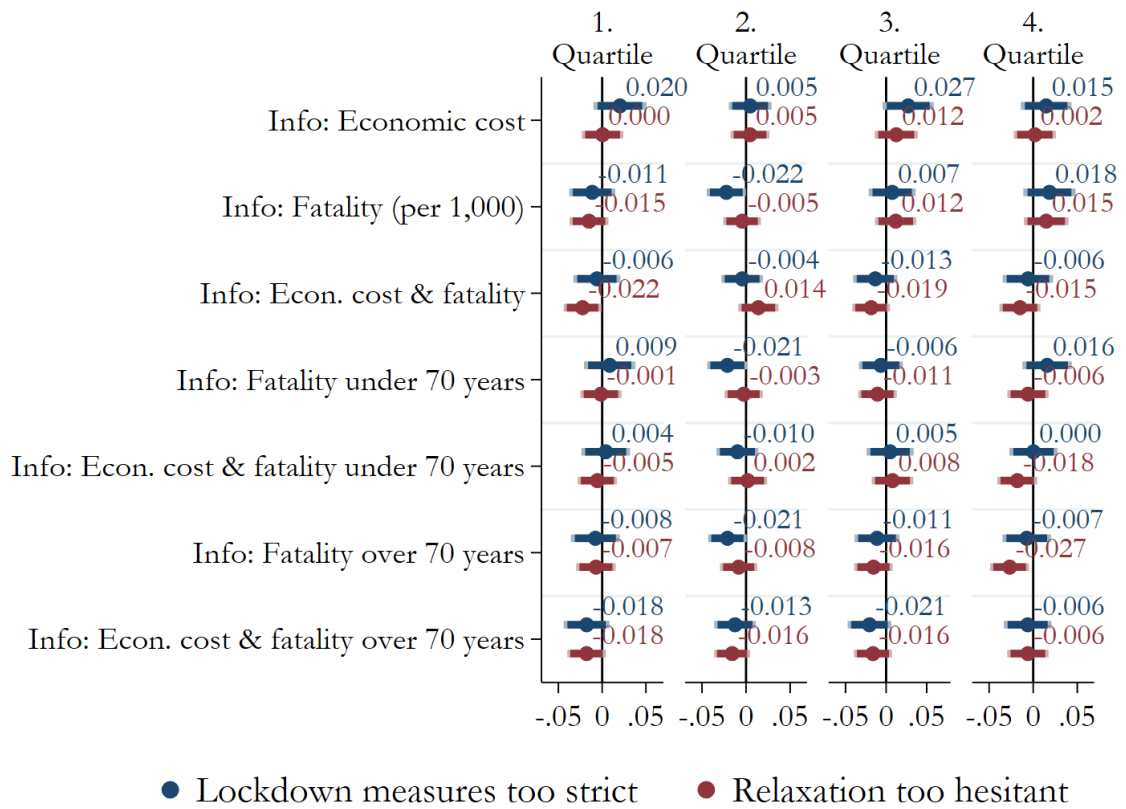 1. 2. 3. 4.
Quartile Quartile Quartile Quartile
0.020 0.005 0.027 0.015
Info: Economic cost
0.000 0.005 0.012 0.002
-0.011 -0.022 0.007 0.018
Info: Fatality (per 1,000)
-0.015 -0.005 0.012 0.015
-0.006 -0.004 -0.013 -0.006
Info: Econ. cost & fatality
-0.022 0.014 -0.019 -0.015
0.009 -0.021 -0.006 0.016
Info: Fatality under 70 years
-0.001 -0.003 -0.011 -0.006
0.004 -0.010 0.005 0.000
Info: Econ. cost & fatality under 70 years
-0.005 0.002 0.008 -0.018
-0.008 -0.021 -0.011 -0.007
Info: Fatality over 70 years
-0.007 -0.008 -0.016 -0.027
-0.018 -0.013 -0.021 -0.006
Info: Econ. cost & fatality over 70 years
-0.018 -0.016 -0.016 -0.006
-.05 0 .05 -.05 0 .05 -.05 0 .05 -.05 0 .05
Lockdown measures too strict Relaxation too hesitant